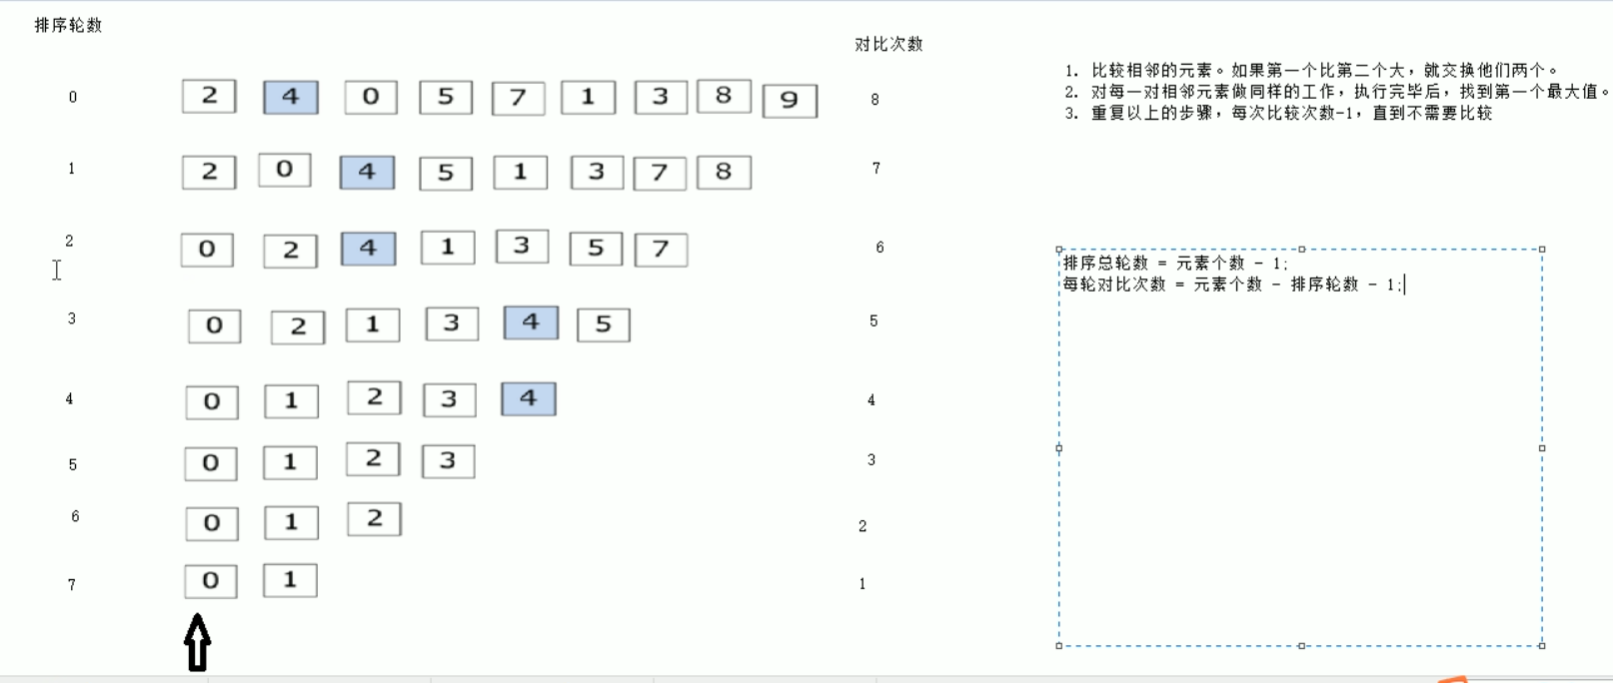 排序轮数
对比次数
0 2 4 0 5 7 1 3 8 9 8
1 2 0 4 5 1 3 7 8 7
2 0 2 4 1 3 5 7 6
3 0 2 1 3 4 5 5
4 0 1 2 3 4 4
5 0 1 2 3 3
6 0 1 2 2
7 0 1 1
1. 比较相邻的元素。如果第一个比第二个大，就交换他们两个。
2. 对每一对相邻元素做同样的工作，执行完毕后，找到第一个最大值。
3. 重复以上的步骤，每次比较次数-1，直到不需要比较
排序总轮数 = 元素个数 - 1;
每轮对比次数 = 元素个数 - 排序轮数 - 1;